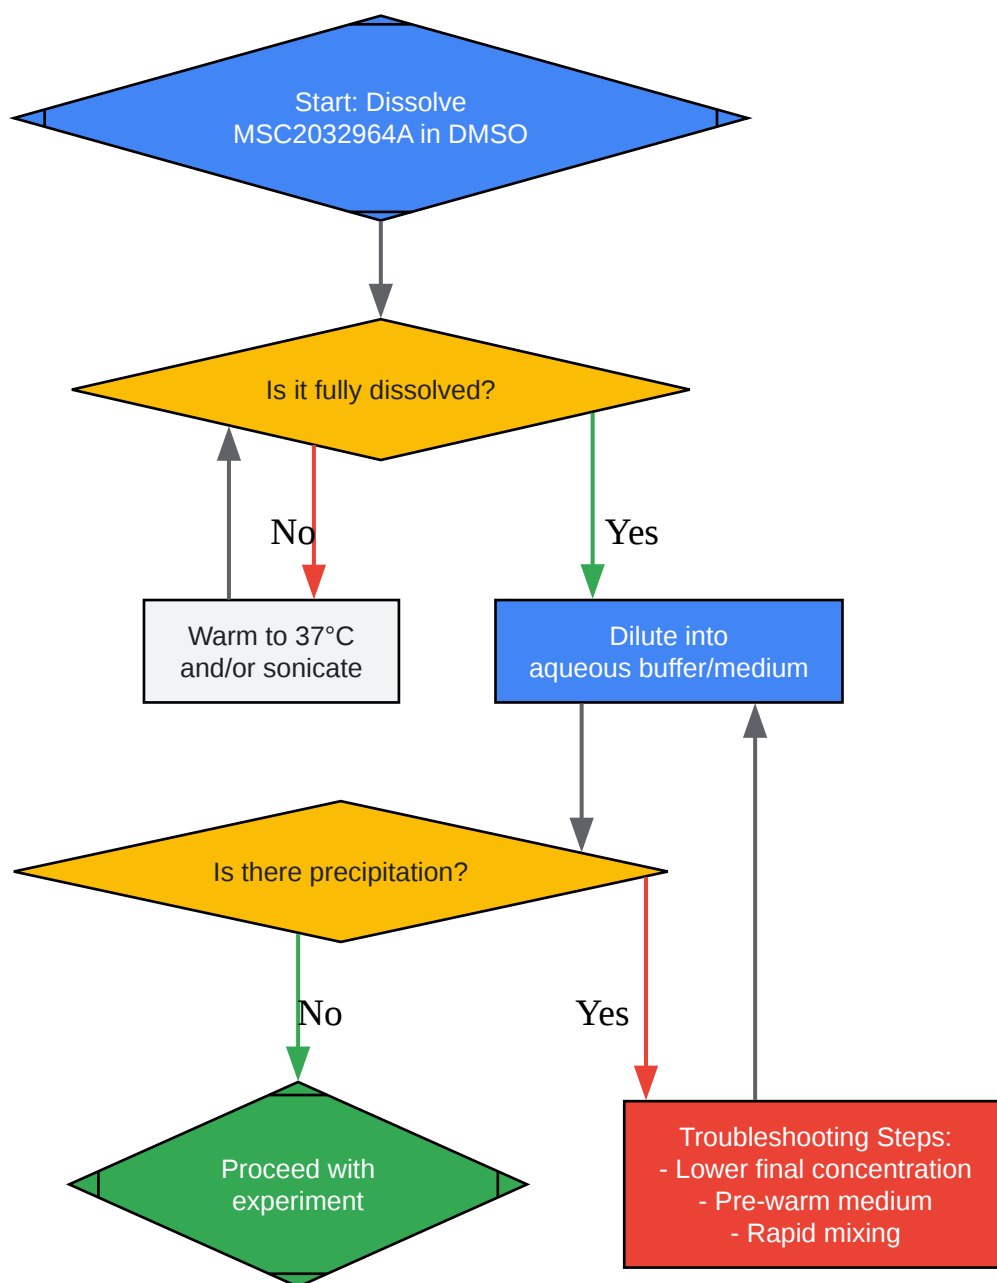 Start: Dissolve
MSC2032964A in DMSO
Is it fully dissolved?
No
Yes
Warm to 37°C
and/or sonicate
Dilute into
aqueous buffer/medium
Is there precipitation?
No
Yes
Proceed with
experiment
Troubleshooting Steps:
- Lower final concentration
- Pre-warm medium
- Rapid mixing